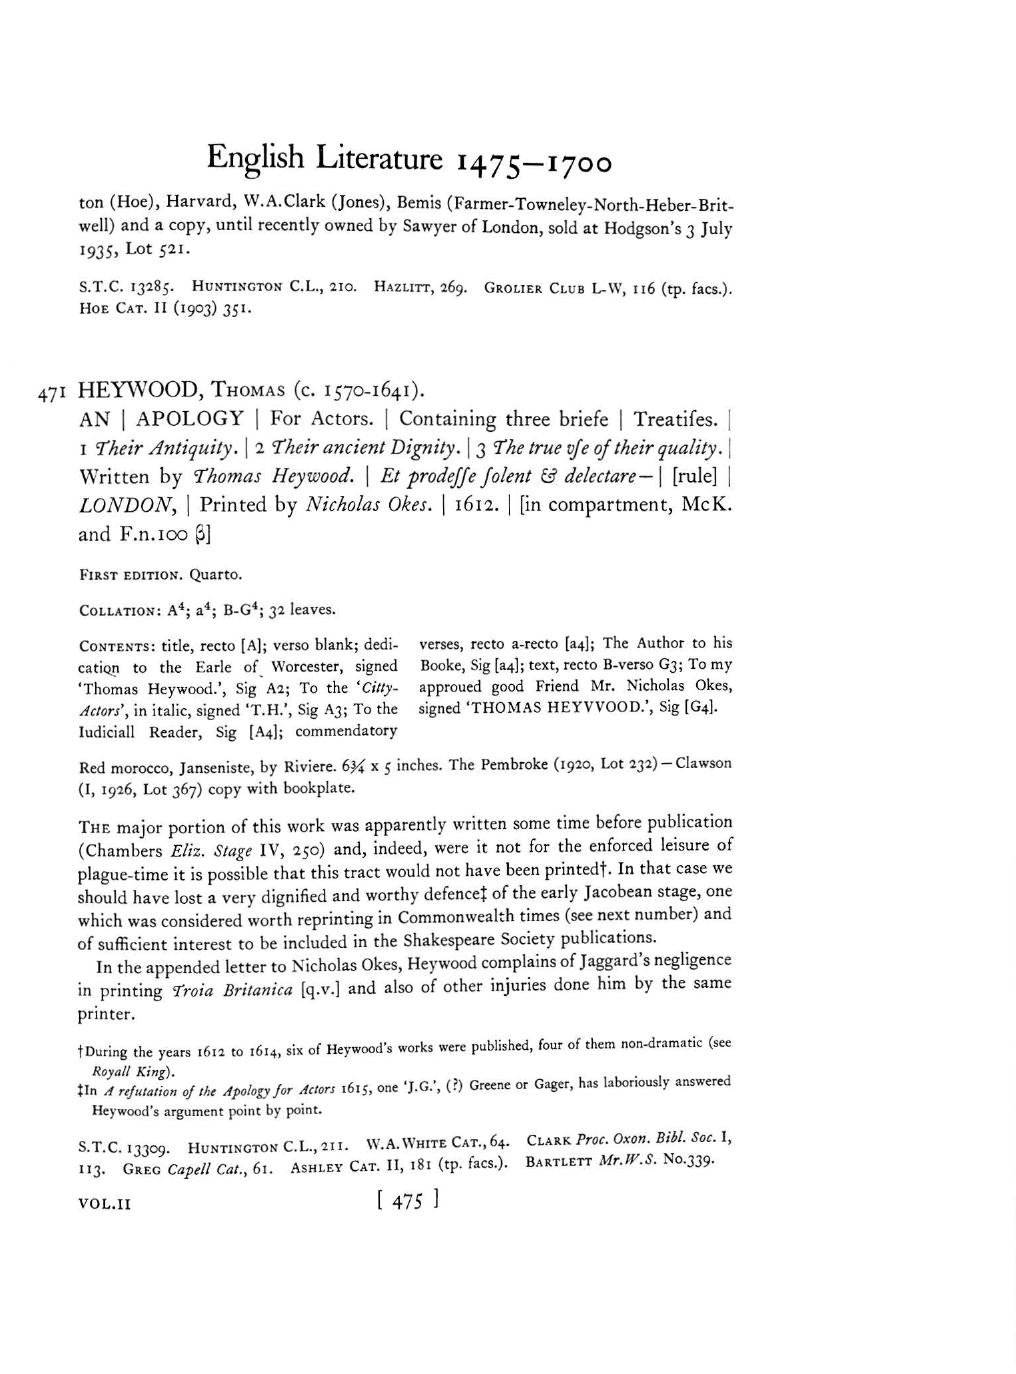 English Literature 1475–1700
ton (Hoe), Harvard, W.A.Clark (Jones), Bemis (Farmer-Towneley-North-Heber-Brit-
well) and a copy, until recently owned by Sawyer of London, sold at Hodgson's 3 July
1935, Lot 521.
S.T.C. 13285. HUNTINGTON C.L., 210. HAZLITT, 269. GROLIER CLUB L-W, 116 (tp. facs.).
HOE CAT. II (1903) 351.
471 HEYWOOD, THOMAS (c. 1570-1641).
AN | APOLOGY | For Actors. | Containing three briefe | Treatiſes. |
1 Their Antiquity. | 2 Their ancient Dignity. | 3 The true vſe of their quality. |
Written by Thomas Heywood. | Et prodeſſe ſolent & delectare— | [rule] |
LONDON, | Printed by Nicholas Okes. | 1612. | [in compartment, McK.
and F.n.100 β]
FIRST EDITION. Quarto.
COLLATION: A⁴; a⁴; B-G⁴; 32 leaves.
CONTENTS: title, recto [A]; verso blank; dedi-
cation to the Earle of Worcester, signed
'Thomas Heywood.', Sig A2; To the 'Citty-
Actors', in italic, signed 'T.H.', Sig A3; To the
Iudiciall Reader, Sig [A4]; commendatory
verses, recto a-recto [a4]; The Author to his
Booke, Sig [a4]; text, recto B-verso G3; To my
approued good Friend Mr. Nicholas Okes,
signed 'THOMAS HEYVVOOD.', Sig [G4].
Red morocco, Janseniste, by Riviere. 6¾ x 5 inches. The Pembroke (1920, Lot 232)—Clawson
(I, 1926, Lot 367) copy with bookplate.
THE major portion of this work was apparently written some time before publication
(Chambers Eliz. Stage IV, 250) and, indeed, were it not for the enforced leisure of
plague-time it is possible that this tract would not have been printed†. In that case we
should have lost a very dignified and worthy defence‡ of the early Jacobean stage, one
which was considered worth reprinting in Commonwealth times (see next number) and
of sufficient interest to be included in the Shakespeare Society publications.
In the appended letter to Nicholas Okes, Heywood complains of Jaggard's negligence
in printing Troia Britanica [q.v.] and also of other injuries done him by the same
printer.
†During the years 1612 to 1614, six of Heywood's works were published, four of them non-dramatic (see
Royall King).
‡In A refutation of the Apology for Actors 1615, one 'J.G.', (?) Greene or Gager, has laboriously answered
Heywood's argument point by point.
S.T.C. 13309. HUNTINGTON C.L., 211. W.A.WHITE CAT., 64. CLARK Proc. Oxon. Bibl. Soc. I,
113. GREG Capell Cat., 61. ASHLEY CAT. II, 181 (tp. facs.). BARTLETT Mr.W.S. No.339.
VOL.II [ 475 ]